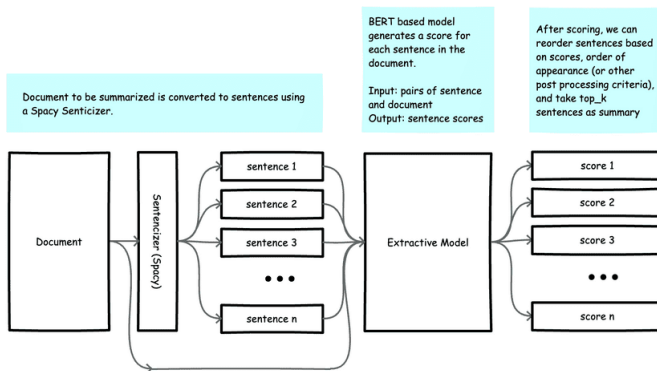 BERT based model
generates a score for
each sentence in the
document.
Input: pairs of sentence
and document
Output: sentence scores
After scoring, we can
reorder sentences based
on scores, order of
appearance (or other
post processing criteria),
and take top_k
sentences as summary
Document to be summarized is converted to sentences using
a Spacy Senticizer.
Document
Sentencizer (Spacy)
sentence 1
sentence 2
sentence 3
sentence n
Extractive Model
score 1
score 2
score 3
score n